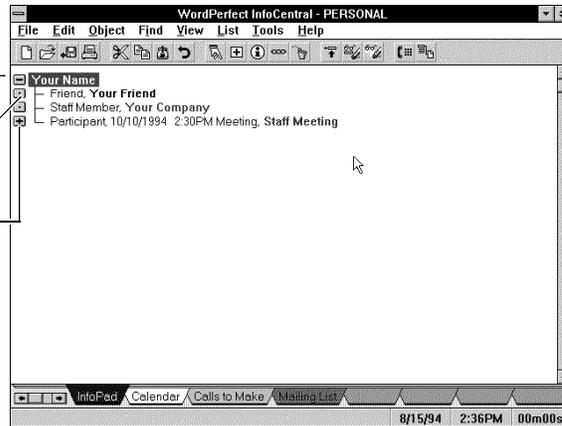 WordPerfect InfoCentral - PERSONAL
File Edit Object Find View List Tools Help
Your Name
Friend, Your Friend
Staff Member, Your Company
Participant, 10/10/1994 2:30PM Meeting, Staff Meeting
InfoPad Calendar Calls to Make Mailing List
8/15/94 2:36PM 00m00s